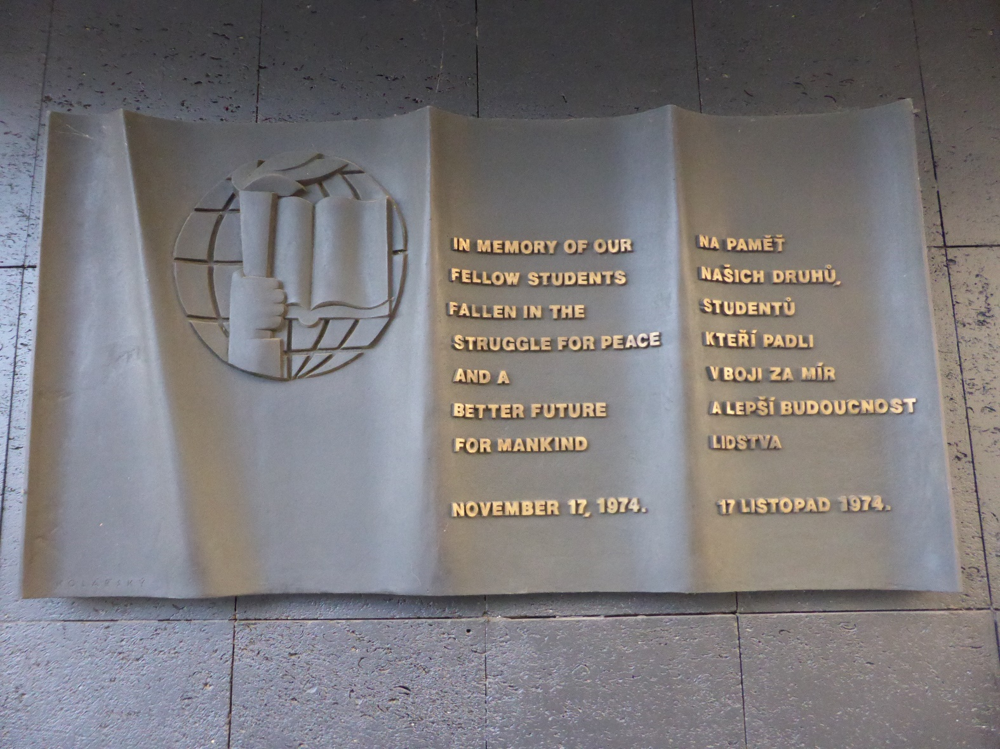 IN MEMORY OF OUR
FELLOW STUDENTS
FALLEN IN THE
STRUGGLE FOR PEACE
AND A
BETTER FUTURE
FOR MANKIND
NOVEMBER 17, 1974.
NA PAMĚŤ
NAŠICH DRUHŮ,
STUDENTŮ
KTEŘÍ PADLI
V BOJI ZA MÍR
A LEPŠÍ BUDOUCNOST
LIDSTVA
17 LISTOPAD 1974.